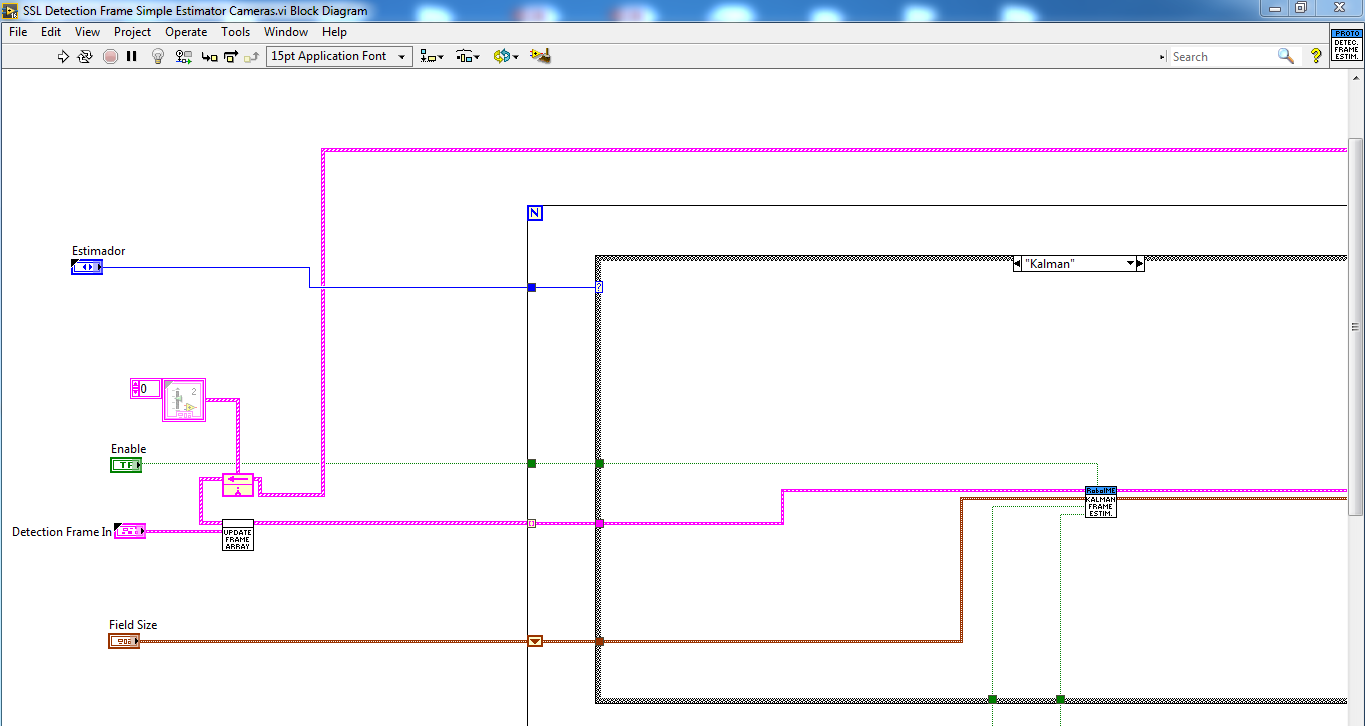 SSL Detection Frame Simple Estimator Cameras.vi Block Diagram
File Edit View Project Operate Tools Window Help
15pt Application Font
Search
?
PROTO
DETEC.
FRAME
ESTIM.
N
Estimador
?
"Kalman"
0
2
Enable
TF
RoboIME
KALMAN
FRAME
ESTIM.
Detection Frame In
UPDATE
FRAME
ARRAY
Field Size